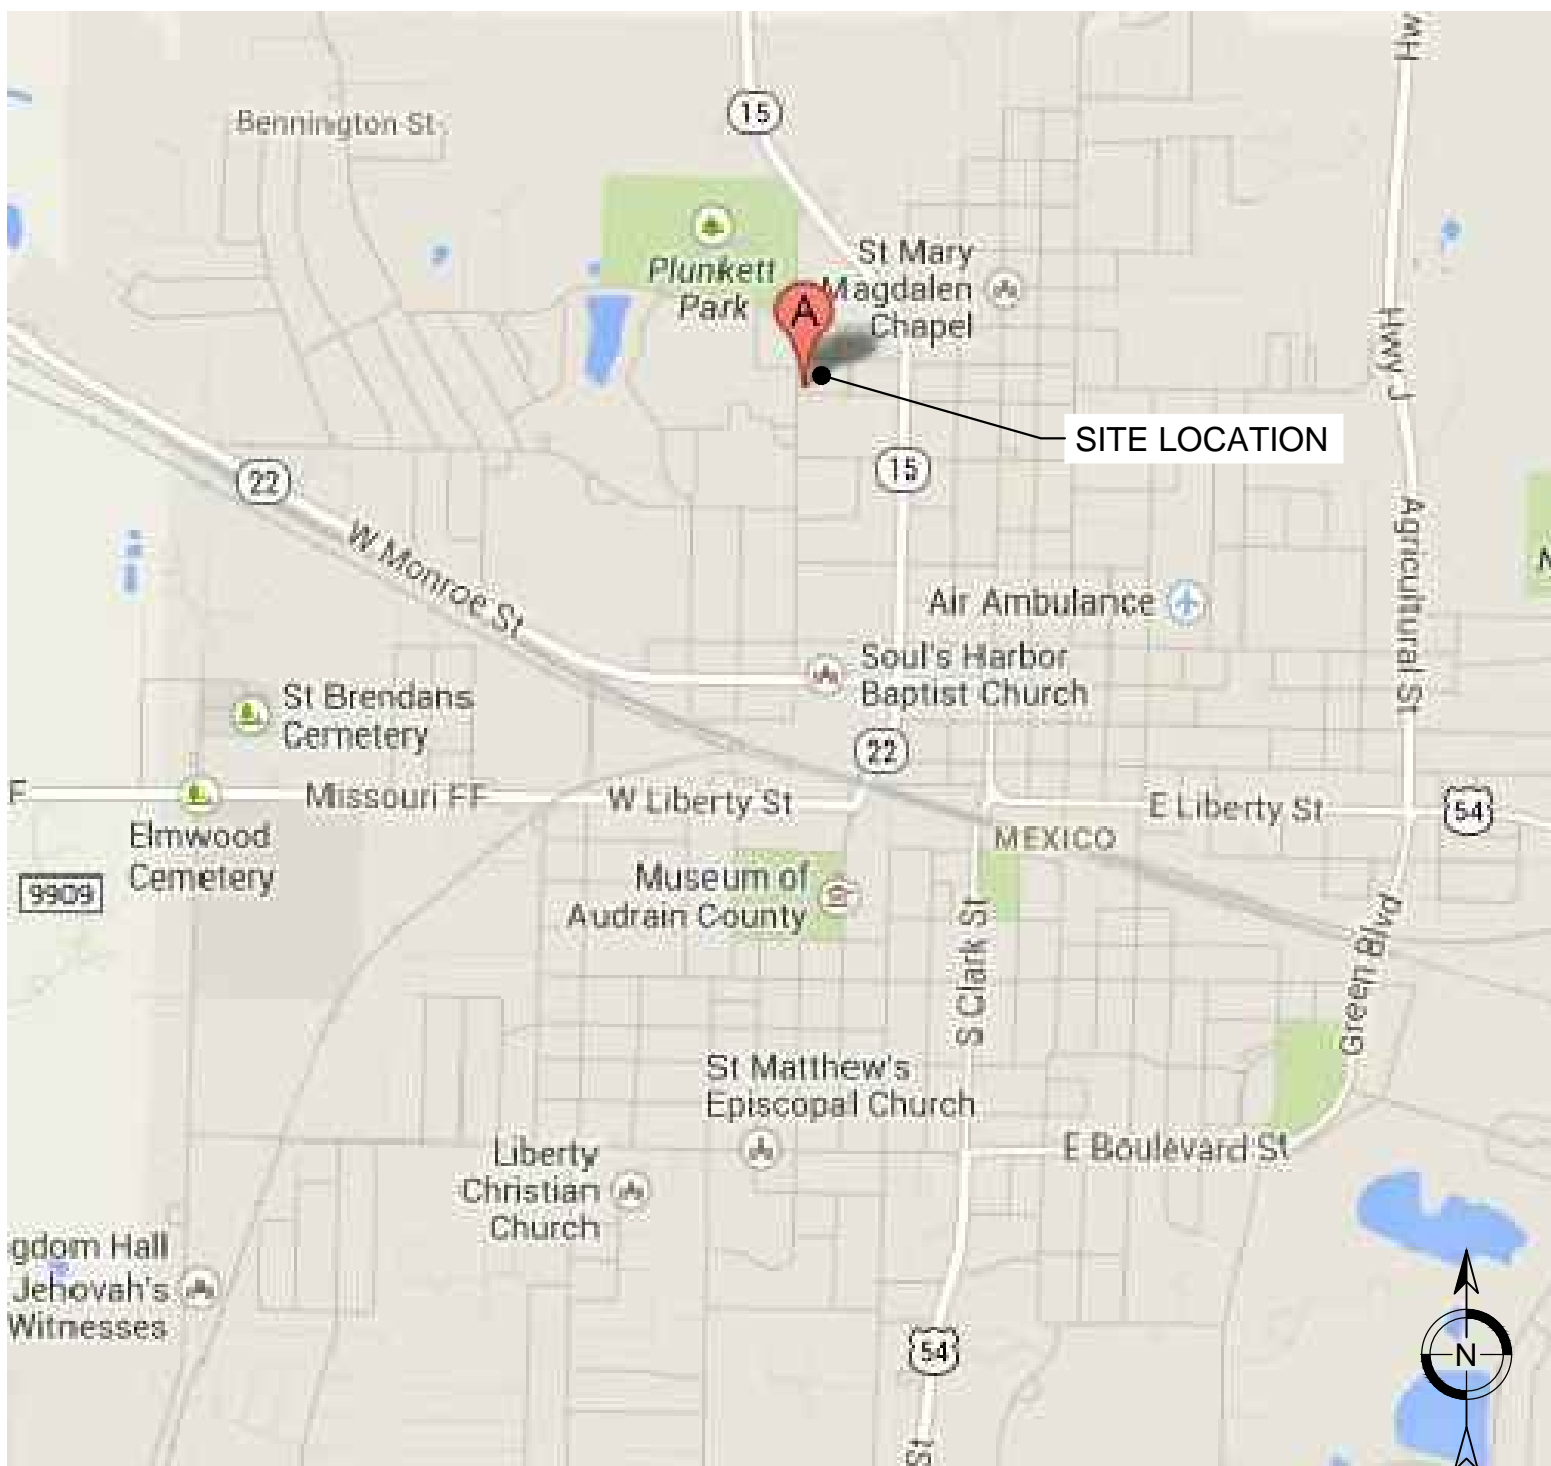 Hw
15
Bennington St
St Mary
Magdalen
Chapel
Plunkett
Park
A
Hwy J
SITE LOCATION
15
22
W Monroe St
Agricultural St
Air Ambulance
Soul's Harbor
Baptist Church
St Brendans
Cemetery
22
F
Missouri FF
W Liberty St
E Liberty St
54
MEXICO
Elmwood
Cemetery
9909
Museum of
Audrain County
S Clark St
Green Blvd
St Matthew's
Episcopal Church
E Boulevard St
Liberty
Christian
Church
gdom Hall
Jehovah's
Witnesses
54
N
St